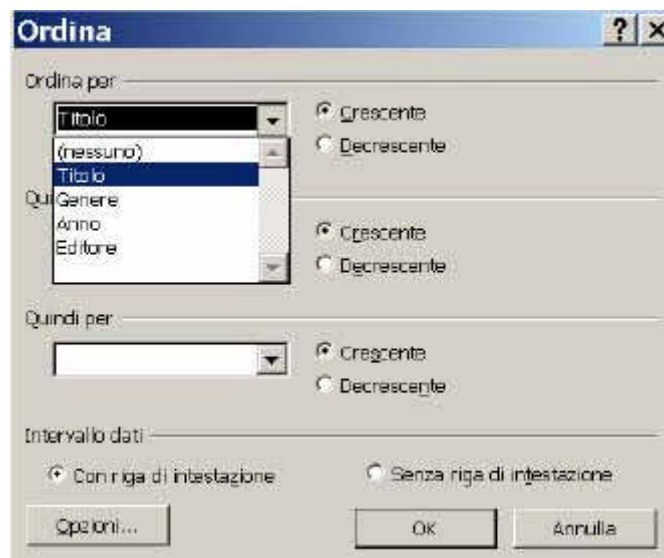 Ordina
Ordina per
Titolo
Crescente
Decrescente
(nessuno)
Titolo
Genere
Anno
Editore
Qui
Crescente
Decrescente
Quindi per
Crescente
Decrescente
Intervallo dati
Con riga di intestazione
Senza riga di intestazione
Opzioni...
OK
Annulla